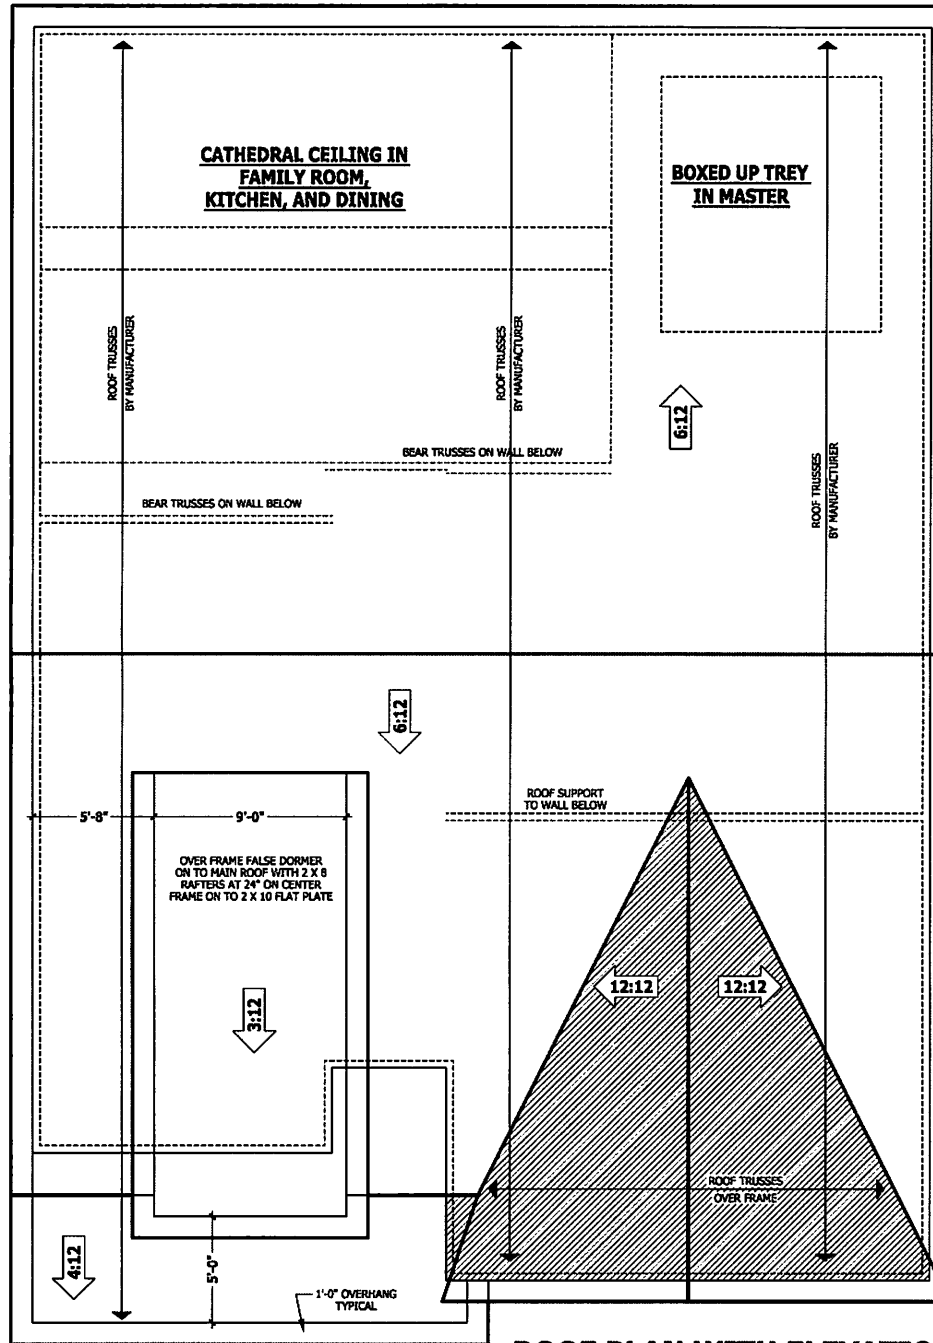 CATHEDRAL CEILING IN
FAMILY ROOM,
KITCHEN, AND DINING
BOXED UP TREY
IN MASTER
ROOF TRUSSES
BY MANUFACTURER
ROOF TRUSSES
BY MANUFACTURER
6:12
BEAR TRUSSES ON WALL BELOW
ROOF TRUSSES
BY MANUFACTURER
BEAR TRUSSES ON WALL BELOW
6:12
ROOF SUPPORT
TO WALL BELOW
5'-8"
9'-0"
OVER FRAME FALSE DORMER
ON TO MAIN ROOF WITH 2 X 8
RAFTERS AT 24" ON CENTER
FRAME ON TO 2 X 10 FLAT PLATE
12:12
12:12
3:12
ROOF TRUSSES
OVER FRAME
4:12
5'-0"
1'-0" OVERHANG
TYPICAL